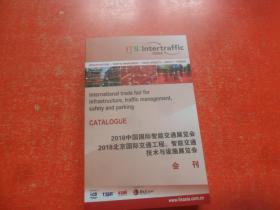 ITS Intertraffic
CHINA
International trade fair for
infrastructure, traffic management,
safety and parking
CATALOGUE
2018中国国际智能交通展览会
2018北京国际交通工程、智能交通
技术与设施展览会
会 刊